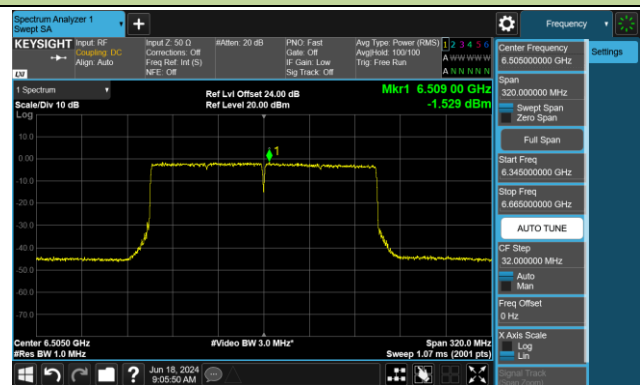 Spectrum Analyzer 1
Swept SA
Frequency
KEYSIGHT
Input: RF
Coupling: DC
Align: Auto
Input Z: 50 Ω
Corrections: Off
Freq Ref: Int (S)
NFE: Off
#Atten: 20 dB
PNO: Fast
Gate: Off
IF Gain: Low
Sig Track: Off
Avg Type: Power (RMS)
Avg|Hold: 100/100
Trig: Free Run
1 2 3 4 5 6
A W W W W W
A N N N N N
LXI
1 Spectrum
Scale/Div 10 dB
Ref Lvl Offset 24.00 dB
Ref Level 20.00 dBm
Mkr1 6.509 00 GHz
-1.529 dBm
Log
10.0
0.00
-10.0
-20.0
-30.0
-40.0
-50.0
-60.0
-70.0
1
Center 6.5050 GHz
#Res BW 1.0 MHz
#Video BW 3.0 MHz*
Span 320.0 MHz
Sweep 1.07 ms (2001 pts)
Jun 18, 2024
9:05:50 AM
Center Frequency
6.505000000 GHz
Settings
Span
320.000000 MHz
Swept Span
Zero Span
Full Span
Start Freq
6.345000000 GHz
Stop Freq
6.665000000 GHz
AUTO TUNE
CF Step
32.000000 MHz
Auto
Man
Freq Offset
0 Hz
X Axis Scale
Log
Lin
Signal Track
(Span Zoom)